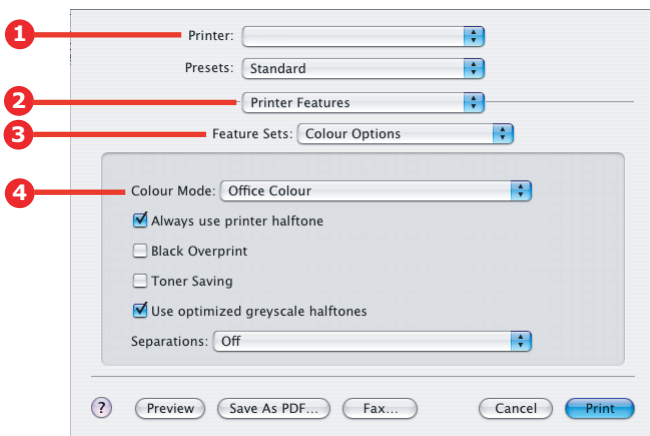 1 Printer:
Presets: Standard
2 Printer Features
3 Feature Sets: Colour Options
4 Colour Mode: Office Colour
Always use printer halftone
Black Overprint
Toner Saving
Use optimized greyscale halftones
Separations: Off
? Preview Save As PDF... Fax... Cancel Print